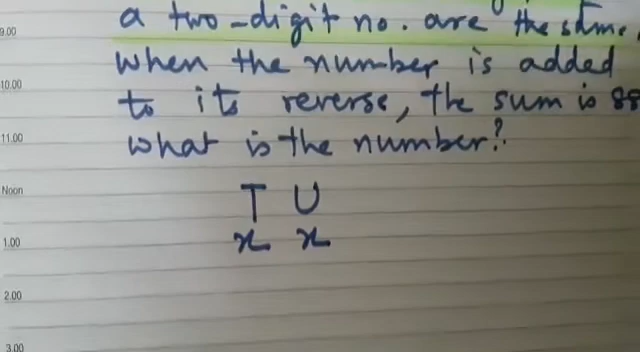 9.00
a two-digit no. are the same.
when the number is added
10.00
to its reverse, the sum is 88
11.00
what is the number?
Noon
T U
1.00
x x
2.00
3.00